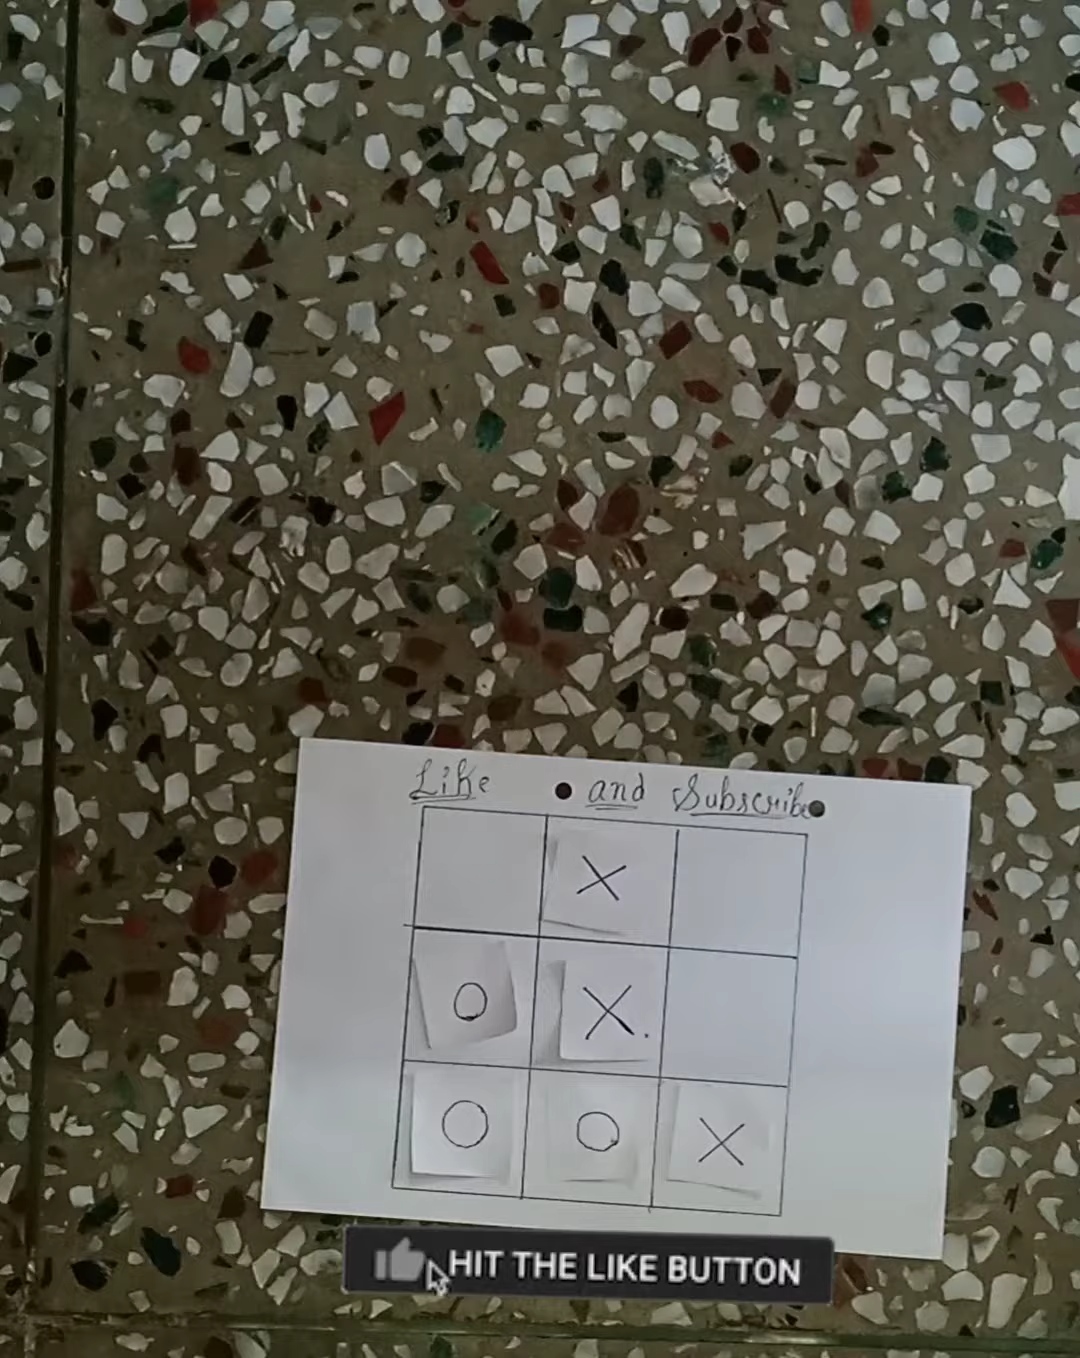 Like and Subscribe
X
O X.
O O X
HIT THE LIKE BUTTON